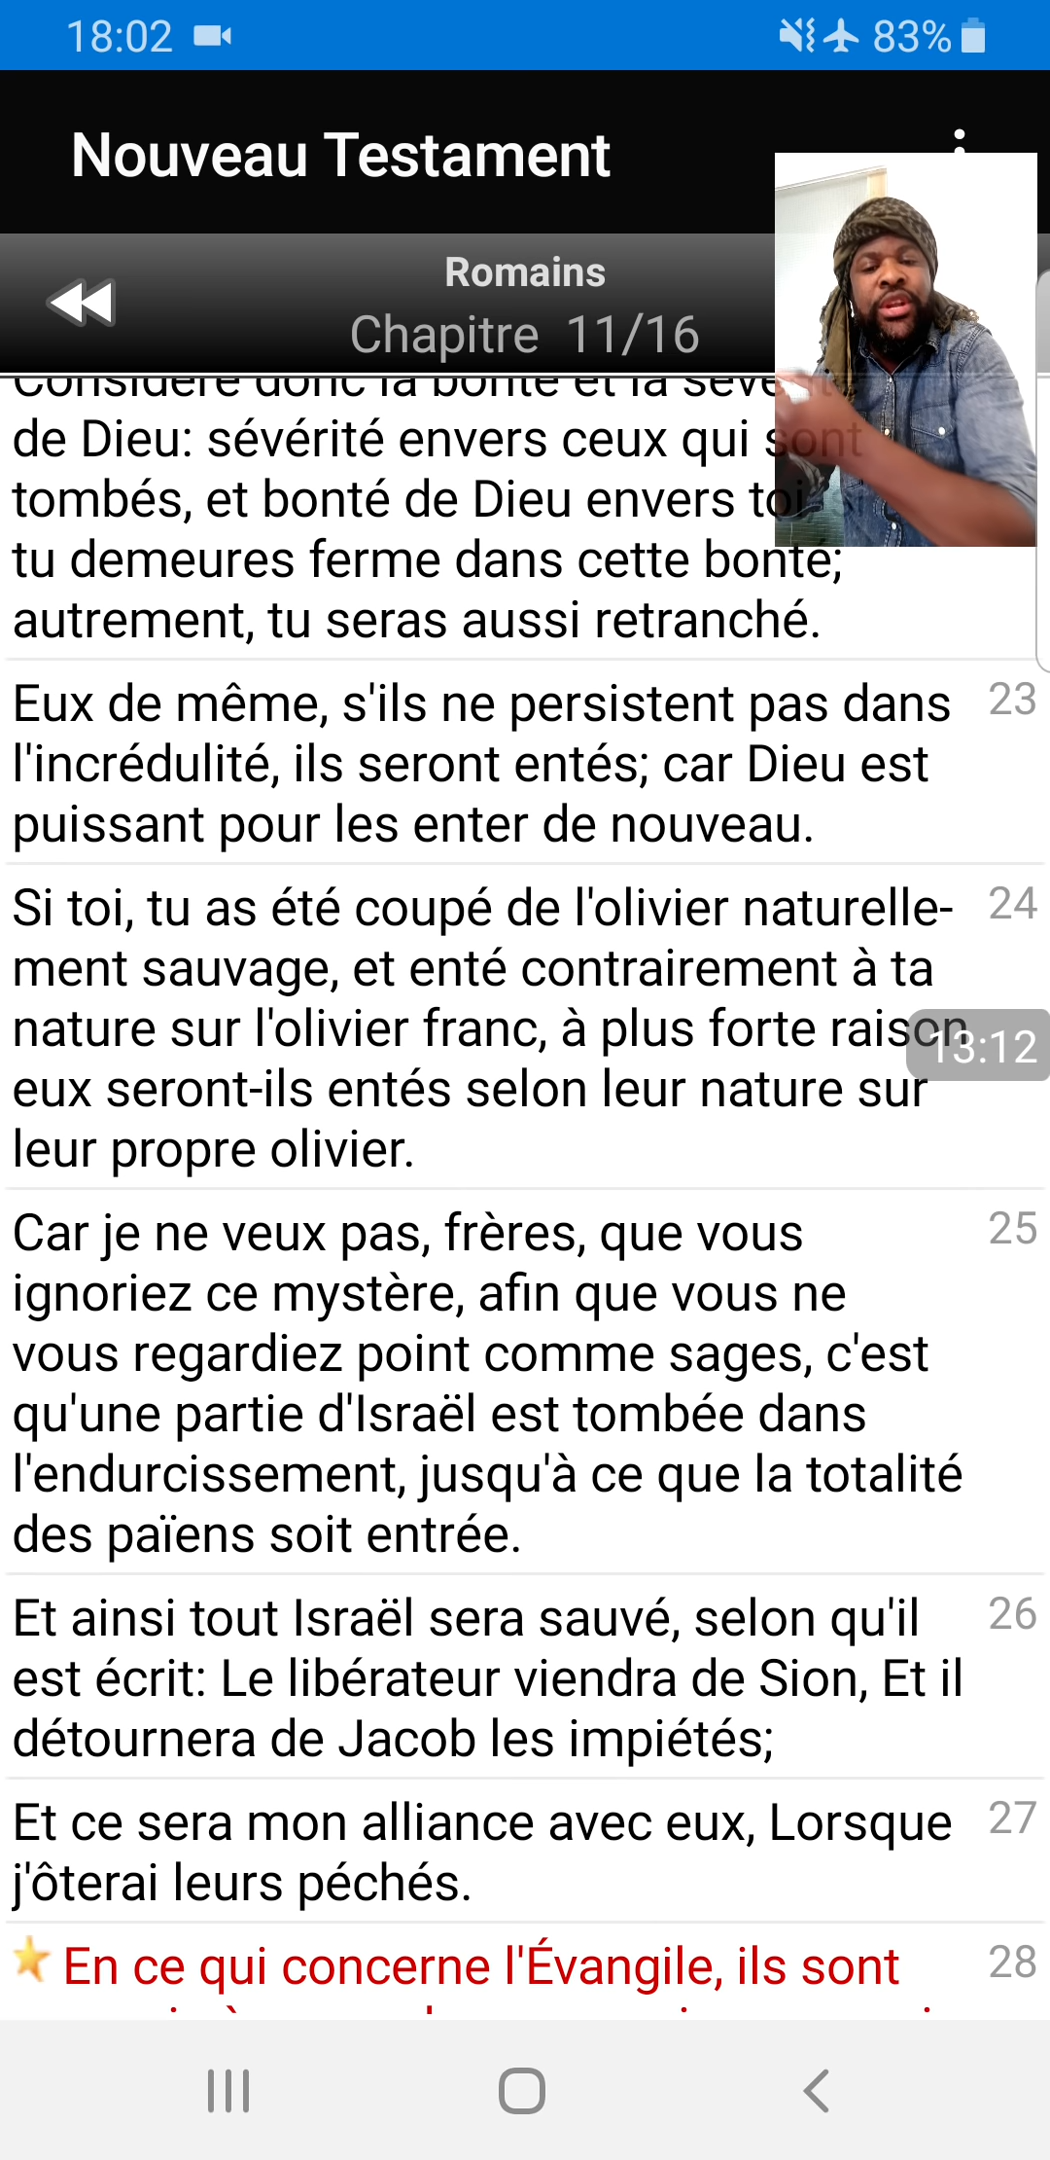 18:02
83%
Nouveau Testament
Romains
Chapitre 11/16
Considère donc la bonté et la
de Dieu: sévérité envers ceux qui sont
tombés, et bonté de Dieu envers toi
tu demeures ferme dans cette bonté;
autrement, tu seras aussi retranché.
Eux de même, s'ils ne persistent pas dans 23
l'incrédulité, ils seront entés; car Dieu est
puissant pour les enter de nouveau.
Si toi, tu as été coupé de l'olivier naturelle- 24
ment sauvage, et enté contrairement à ta
nature sur l'olivier franc, à plus forte raison
13:12
eux seront-ils entés selon leur nature sur
leur propre olivier.
Car je ne veux pas, frères, que vous 25
ignoriez ce mystère, afin que vous ne
vous regardiez point comme sages, c'est
qu'une partie d'Israël est tombée dans
l'endurcissement, jusqu'à ce que la totalité
des païens soit entrée.
Et ainsi tout Israël sera sauvé, selon qu'il 26
est écrit: Le libérateur viendra de Sion, Et il
détournera de Jacob les impiétés;
Et ce sera mon alliance avec eux, Lorsque 27
j'ôterai leurs péchés.
En ce qui concerne l'Évangile, ils sont 28